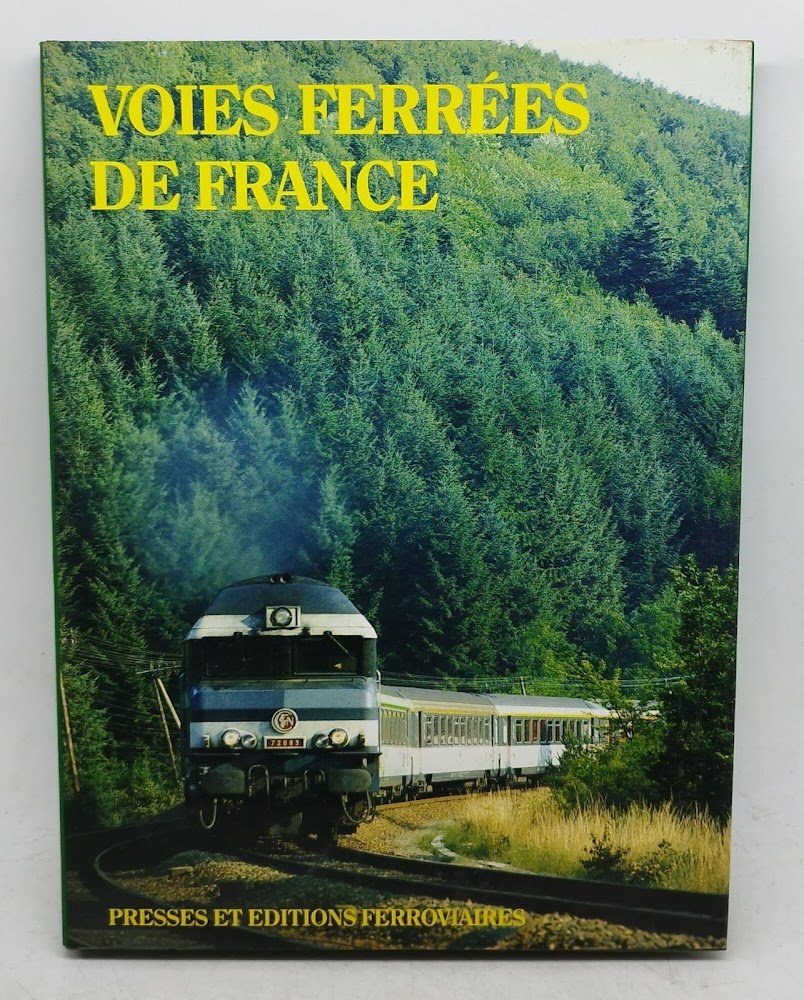 VOIES FERRÉES
DE FRANCE
72083
PRESSES ET EDITIONS FERROVIAIRES